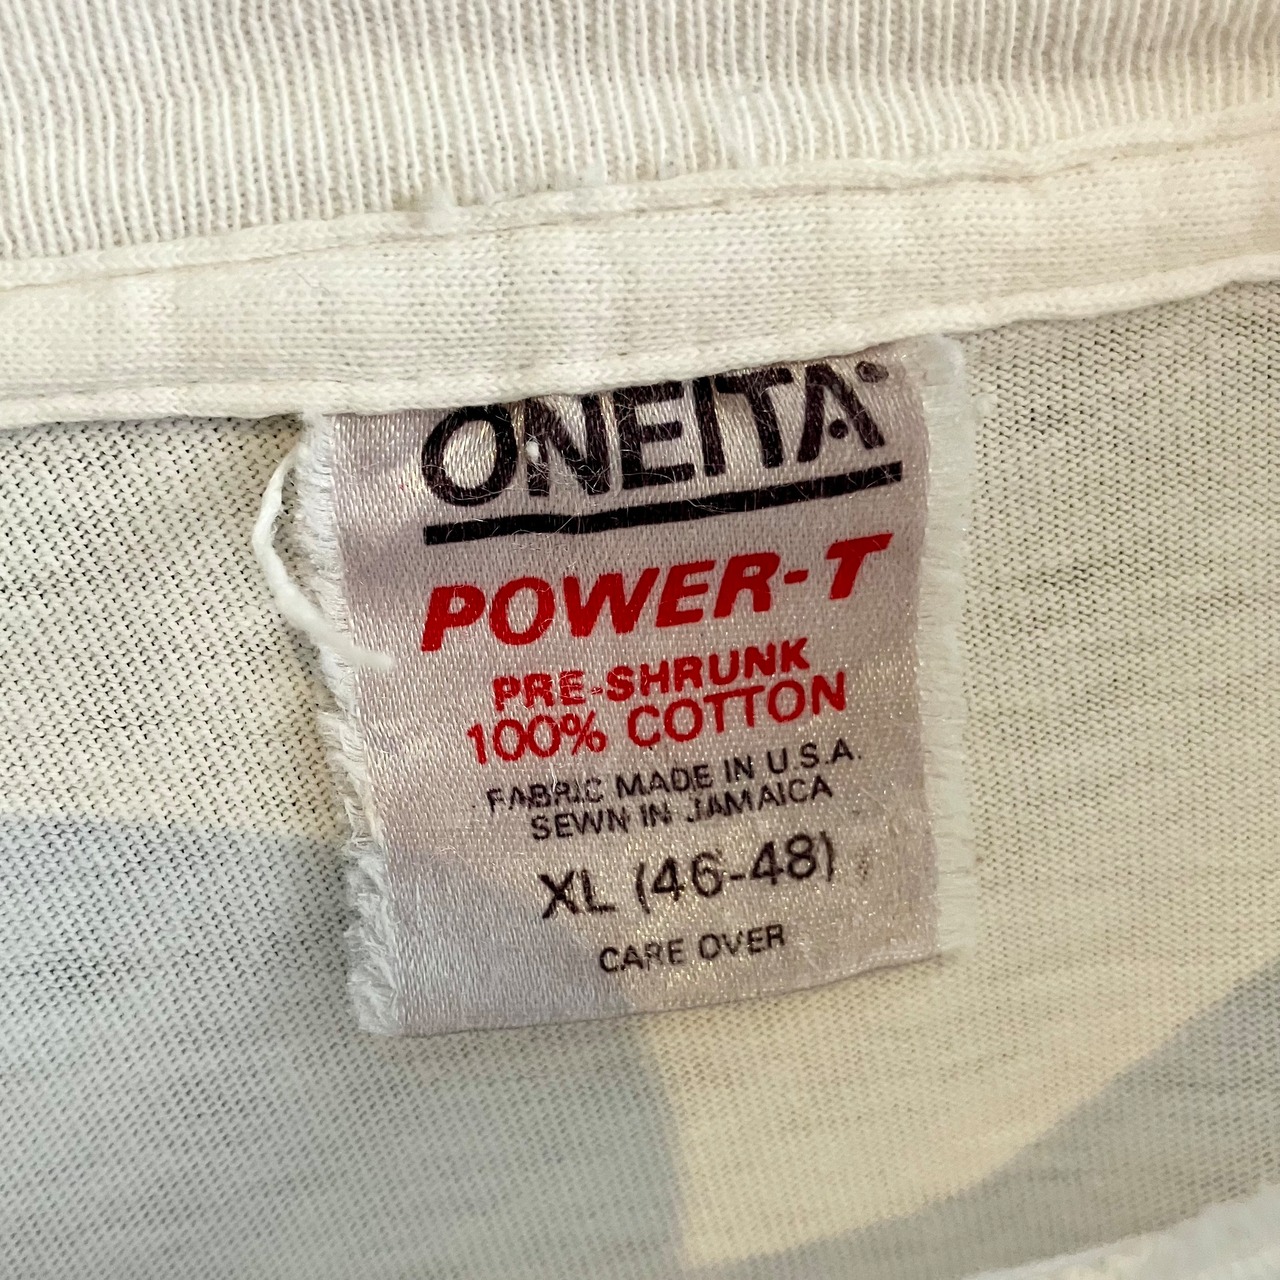 ONEITA
POWER-T
PRE-SHRUNK
100% COTTON
FABRIC MADE IN U.S.A.
SEWN IN JAMAICA
XL (46-48)
CARE OVER